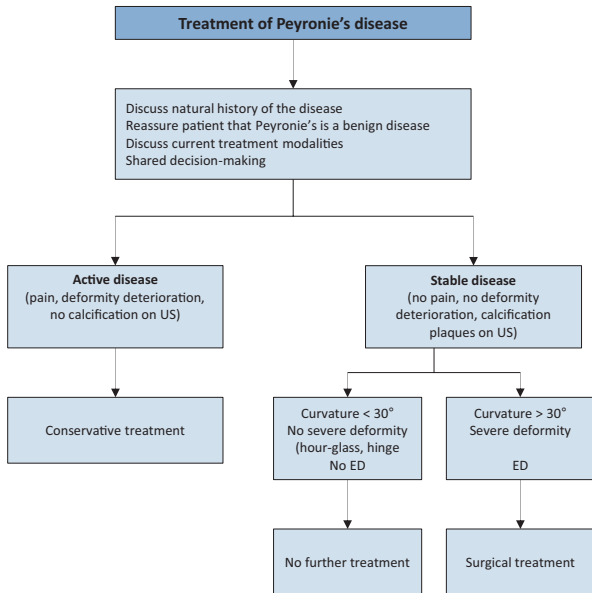 Treatment of Peyronie's disease
Discuss natural history of the disease
Reassure patient that Peyronie's is a benign disease
Discuss current treatment modalities
Shared decision-making
Active disease
(pain, deformity deterioration,
no calcification on US)
Stable disease
(no pain, no deformity
deterioration, calcification
plaques on US)
Conservative treatment
Curvature < 30°
No severe deformity
(hour-glass, hinge
No ED
Curvature > 30°
Severe deformity
ED
No further treatment
Surgical treatment